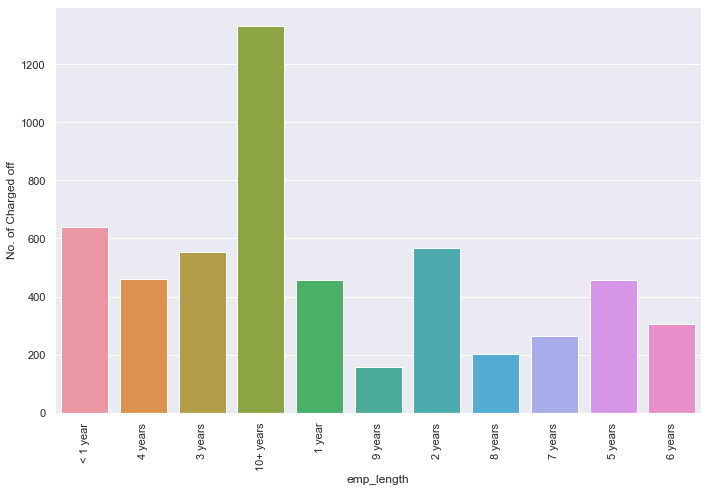 No. of Charged off
1200
1000
800
600
400
200
0
< 1 year
4 years
3 years
10+ years
1 year
9 years
2 years
8 years
7 years
5 years
6 years
emp_length